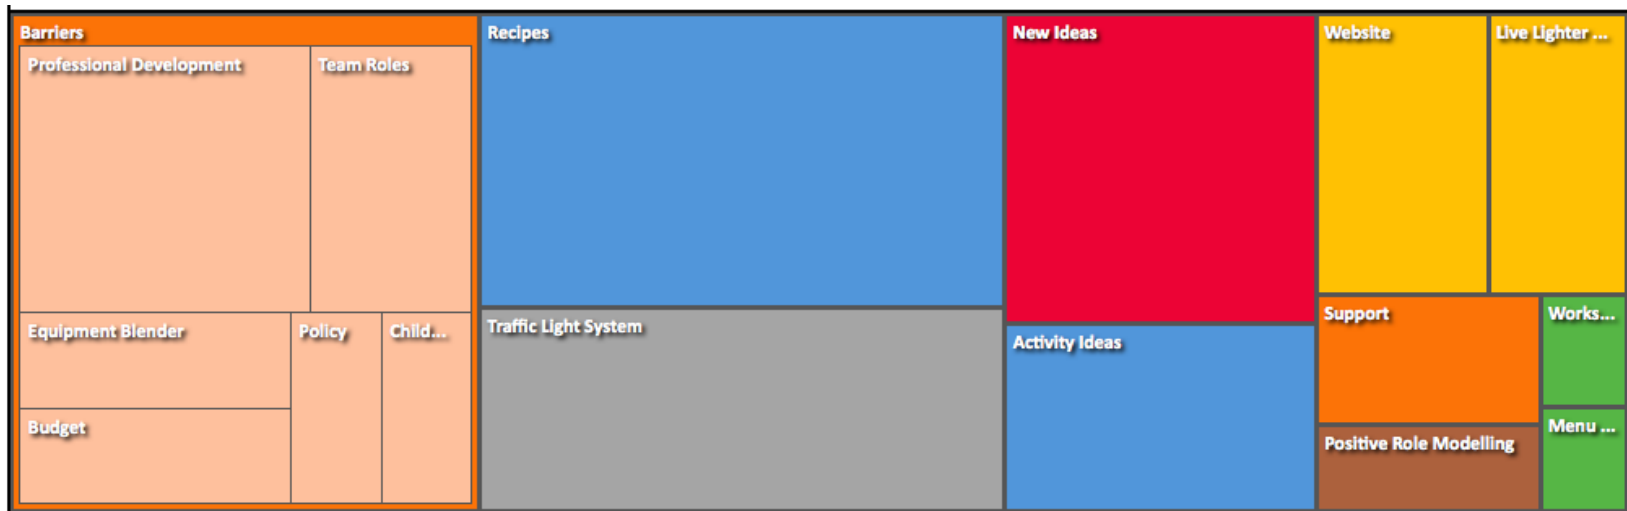 Barriers
Professional Development
Team Roles
Equipment Blender
Budget
Policy
Child...
Recipes
Traffic Light System
New Ideas
Activity Ideas
Website
Live Lighter ...
Support
Positive Role Modelling
Works...
Menu ...